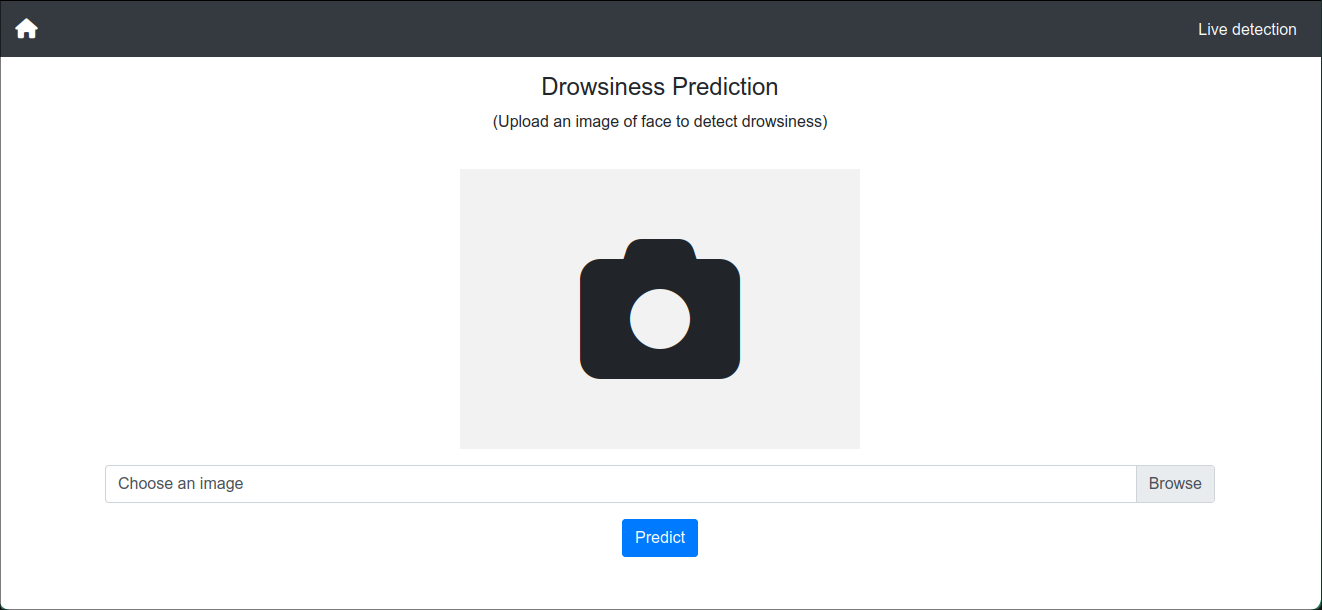 Live detection
Drowsiness Prediction
(Upload an image of face to detect drowsiness)
Choose an image
Browse
Predict